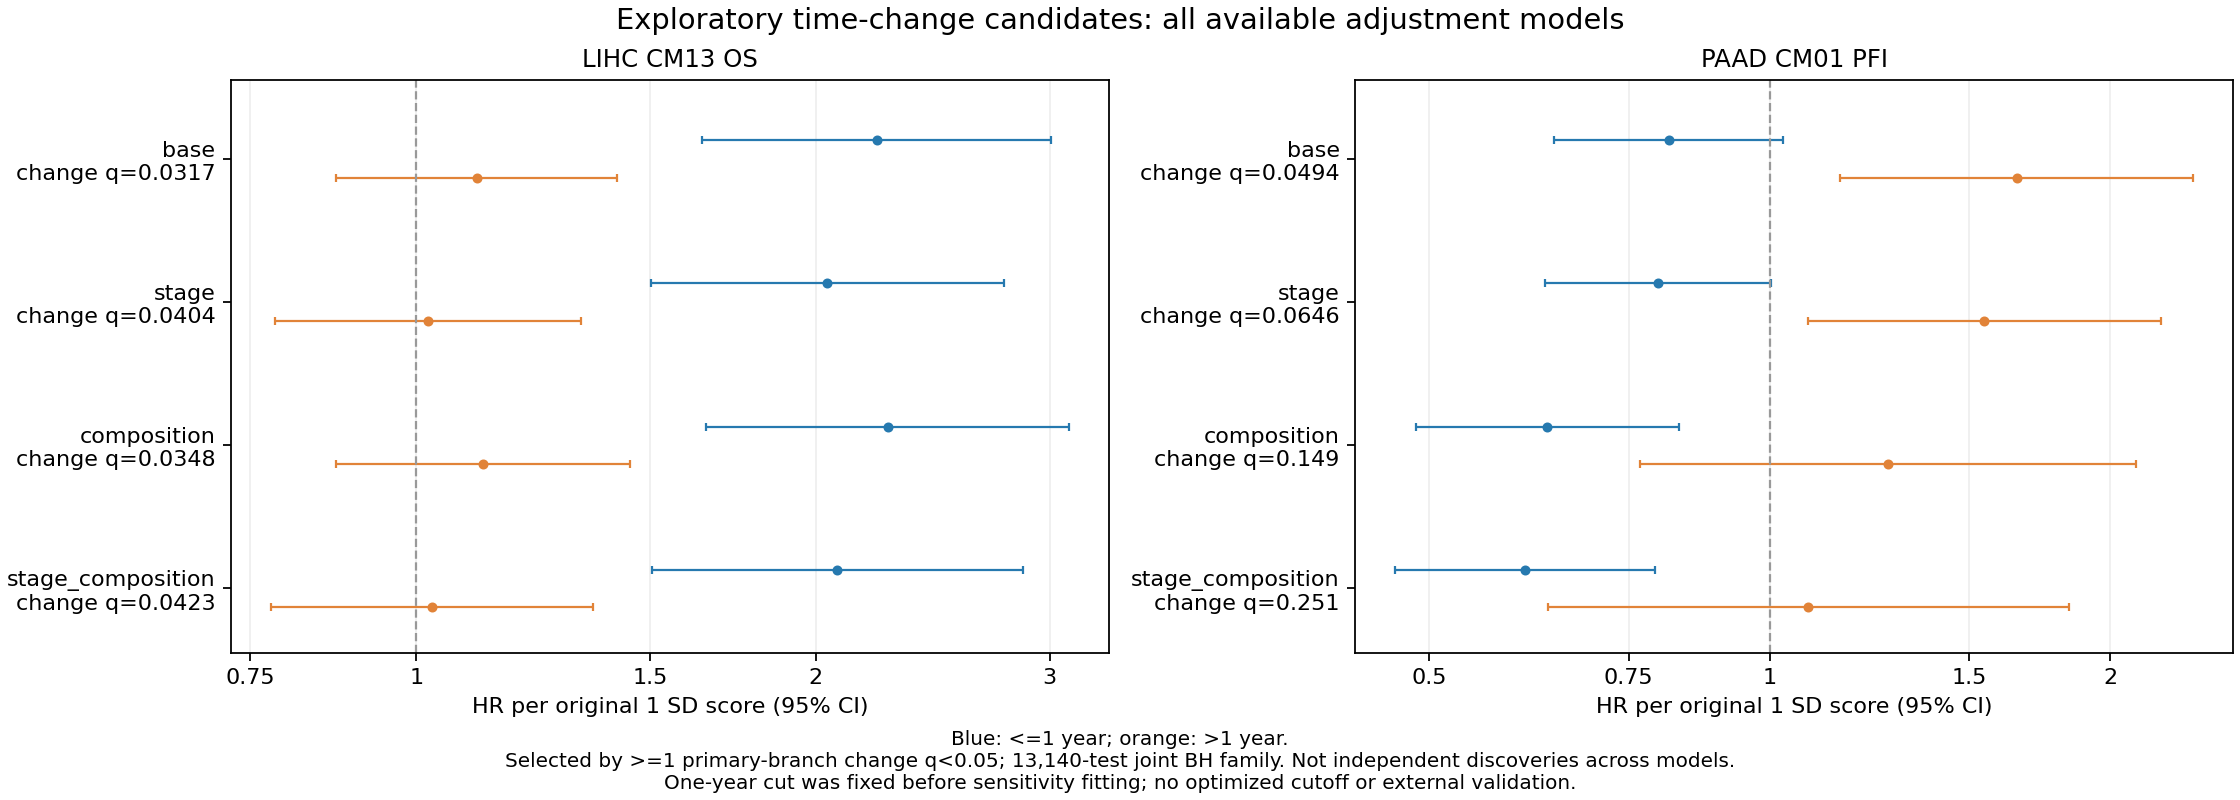 Exploratory time-change candidates: all available adjustment models
LIHC CM13 OS
base
change q=0.0317
stage
change q=0.0404
composition
change q=0.0348
stage_composition
change q=0.0423
0.75 1 1.5 2 3
HR per original 1 SD score (95% CI)
PAAD CM01 PFI
base
change q=0.0494
stage
change q=0.0646
composition
change q=0.149
stage_composition
change q=0.251
0.5 0.75 1 1.5 2
HR per original 1 SD score (95% CI)
Blue: <=1 year; orange: >1 year.
Selected by >=1 primary-branch change q<0.05; 13,140-test joint BH family. Not independent discoveries across models.
One-year cut was fixed before sensitivity fitting; no optimized cutoff or external validation.